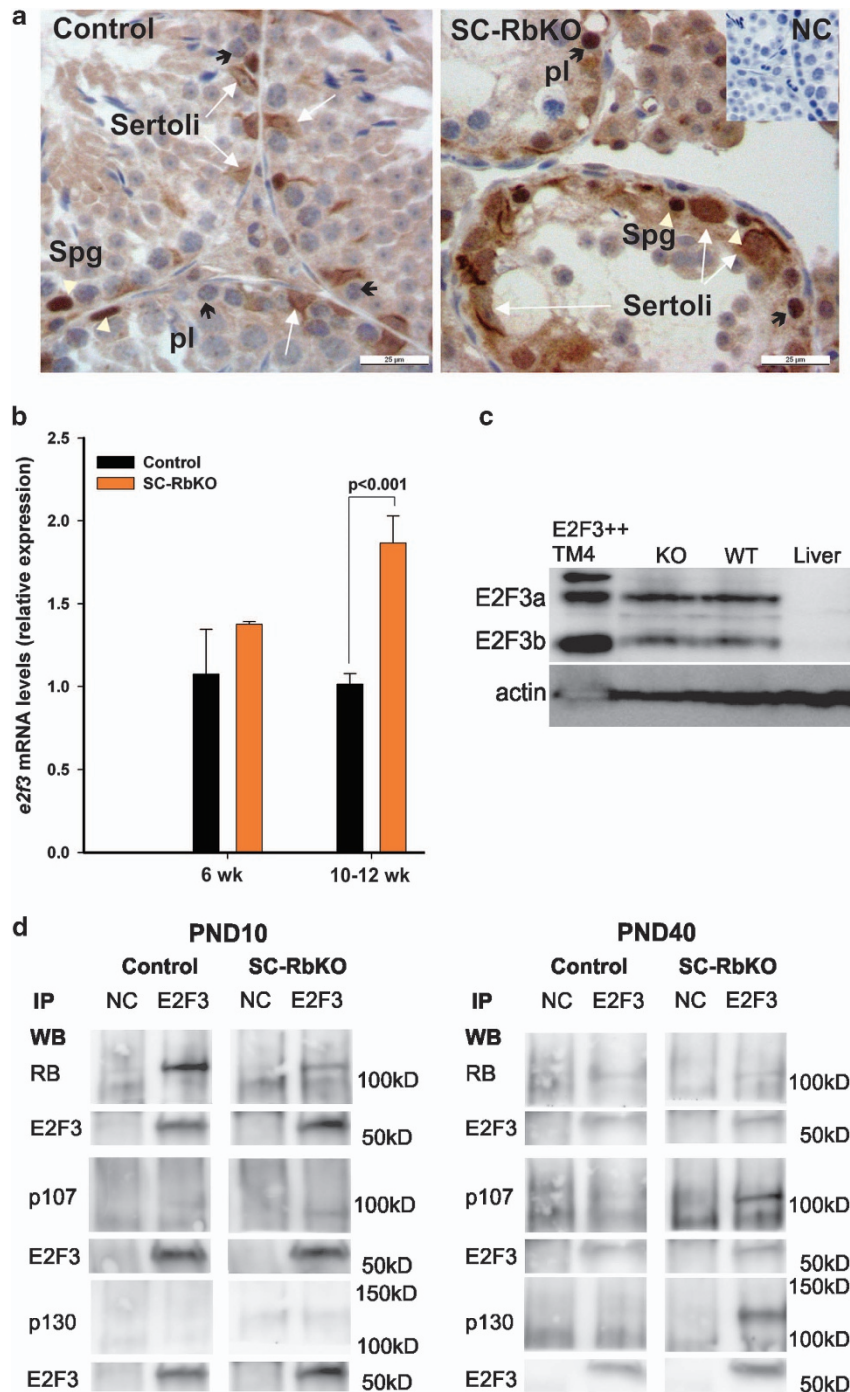 a
Control
SC-RbKO
NC
pl
Sertoli
Spg
pl
25 µm
Spg
Sertoli
25 µm
b
e2f3 mRNA levels (relative expression)
2.5
2.0
1.5
1.0
0.5
0.0
Control
SC-RbKO
p<0.001
6 wk
10-12 wk
c
E2F3++
TM4 KO WT Liver
E2F3a
E2F3b
actin
d
PND10
Control SC-RbKO
IP NC E2F3 NC E2F3
WB
RB 100kD
E2F3 50kD
p107 100kD
E2F3 50kD
p130 150kD
100kD
E2F3 50kD
PND40
Control SC-RbKO
IP NC E2F3 NC E2F3
WB
RB 100kD
E2F3 50kD
p107 100kD
E2F3 50kD
p130 150kD
100kD
E2F3 50kD